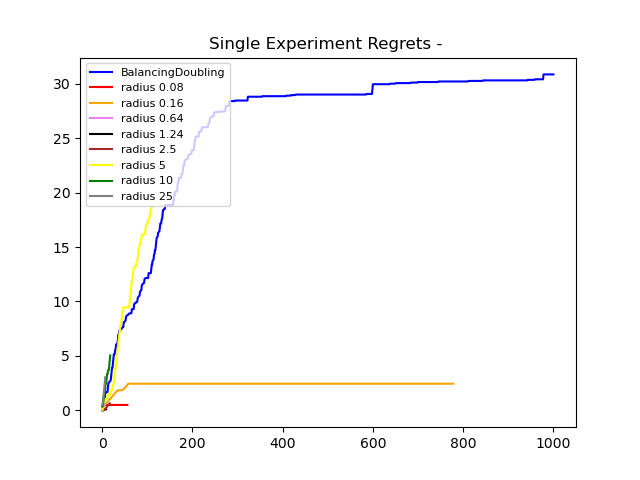 Single Experiment Regrets -
BalancingDoubling
radius 0.08
radius 0.16
radius 0.64
radius 1.24
radius 2.5
radius 5
radius 10
radius 25
30
25
20
15
10
5
0
0 200 400 600 800 1000